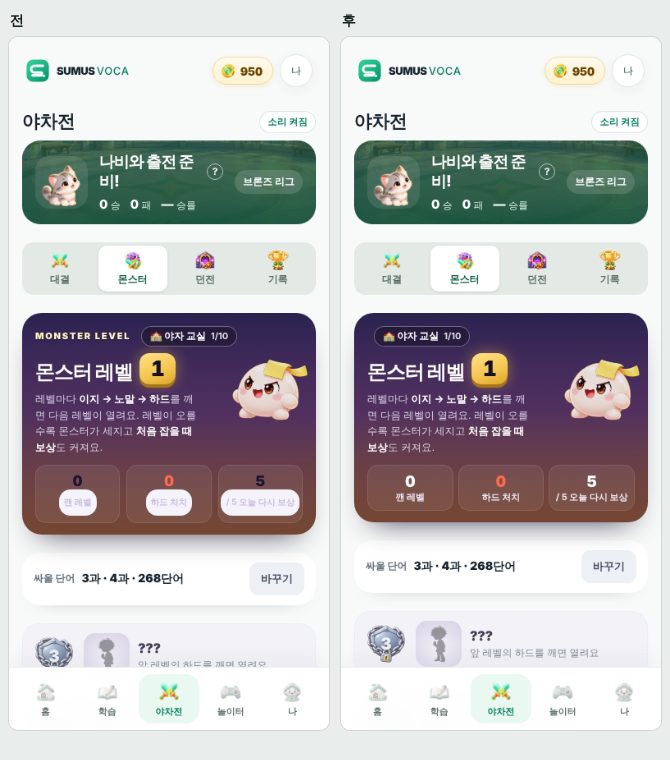 전
SUMUS VOCA
950
나
야차전
소리 켜짐
나비와 출전 준
비!
?
브론즈 리그
0 승 0 패 — 승률
대결
몬스터
던전
기록
MONSTER LEVEL
야자 교실 1/10
몬스터 레벨 1
레벨마다 이지 → 노말 → 하드를 깨
면 다음 레벨이 열려요. 레벨이 오를
수록 몬스터가 세지고 처음 잡을 때
보상도 커져요.
0
깬 레벨
0
하드 처치
5
/ 5 오늘 다시 보상
싸울 단어 3과 · 4과 · 268단어
바꾸기
3
???
앞 레벨의 하드를 깨면 열려요
홈
학습
야차전
놀이터
나
후
SUMUS VOCA
950
나
야차전
소리 켜짐
나비와 출전 준
비!
?
브론즈 리그
0 승 0 패 — 승률
대결
몬스터
던전
기록
야자 교실 1/10
몬스터 레벨 1
레벨마다 이지 → 노말 → 하드를 깨
면 다음 레벨이 열려요. 레벨이 오를
수록 몬스터가 세지고 처음 잡을 때
보상도 커져요.
0
깬 레벨
0
하드 처치
5
/ 5 오늘 다시 보상
싸울 단어 3과 · 4과 · 268단어
바꾸기
3
???
앞 레벨의 하드를 깨면 열려요
홈
학습
야차전
놀이터
나